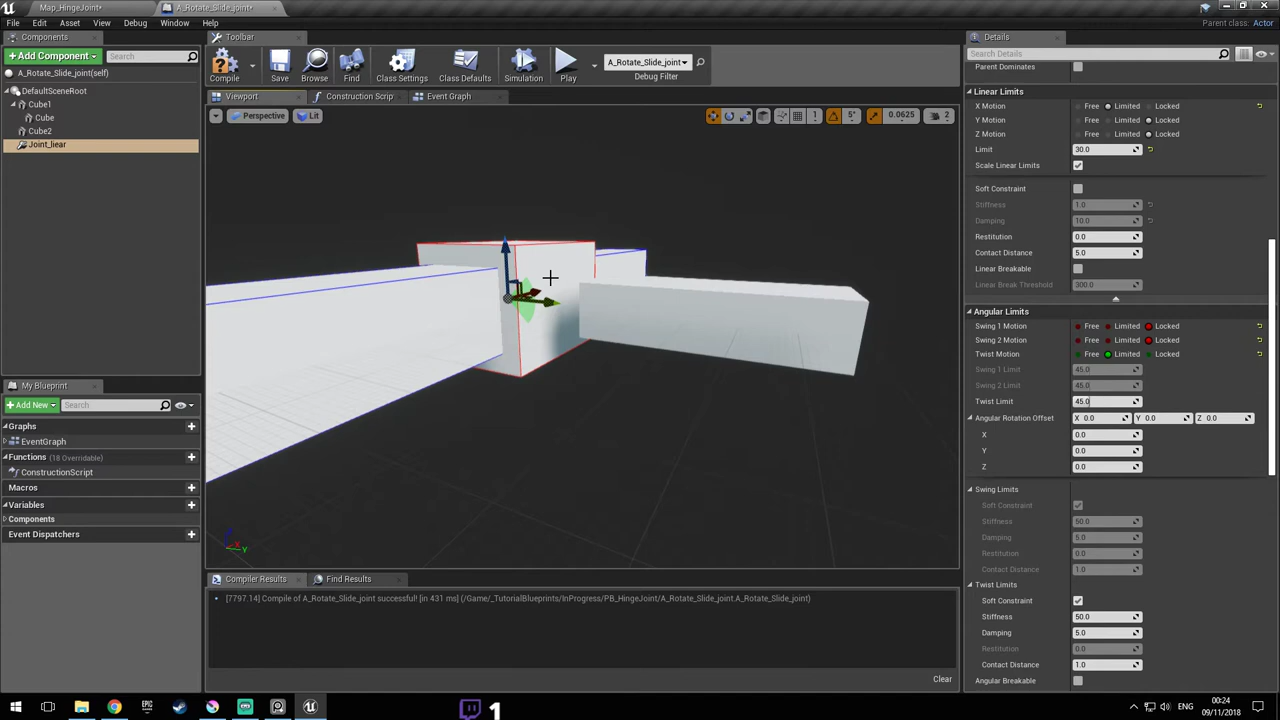 Map_HingeJoint*
A_Rotate_Slide_joint*
Parent class: Actor
File Edit Asset View Debug Window Help
Components
Toolbar
Details
+ Add Component
Search
A_Rotate_Slide_joint(self)
DefaultSceneRoot
Cube1
Cube
Cube2
Joint_liear
Compile
Save
Browse
Find
Class Settings
Class Defaults
Simulation
Play
A_Rotate_Slide_joint
Debug Filter
Viewport
Construction Scrip
Event Graph
Perspective
Lit
1
5°
0.0625
2
Z
X
Y
My Blueprint
+ Add New
Search
Graphs
EventGraph
Functions (18 Overridable)
ConstructionScript
Macros
Variables
Components
Event Dispatchers
Compiler Results
Find Results
[7797.14] Compile of A_Rotate_Slide_joint successful! [in 431 ms] (/Game/_TutorialBlueprints/InProgress/PB_HingeJoint/A_Rotate_Slide_joint.A_Rotate_Slide_joint)
Clear
Search Details
Parent Dominates
Linear Limits
X Motion Free Limited Locked
Y Motion Free Limited Locked
Z Motion Free Limited Locked
Limit 30.0
Scale Linear Limits
Soft Constraint
Stiffness 1.0
Damping 10.0
Restitution 0.0
Contact Distance 5.0
Linear Breakable
Linear Break Threshold 300.0
Angular Limits
Swing 1 Motion Free Limited Locked
Swing 2 Motion Free Limited Locked
Twist Motion Free Limited Locked
Swing 1 Limit 45.0
Swing 2 Limit 45.0
Twist Limit 45.0
Angular Rotation Offset X 0.0 Y 0.0 Z 0.0
X 0.0
Y 0.0
Z 0.0
Swing Limits
Soft Constraint
Stiffness 50.0
Damping 5.0
Restitution 0.0
Contact Distance 1.0
Twist Limits
Soft Constraint
Stiffness 50.0
Damping 5.0
Restitution 0.0
Contact Distance 1.0
Angular Breakable
EPIC
1
ENG
00:24
09/11/2018